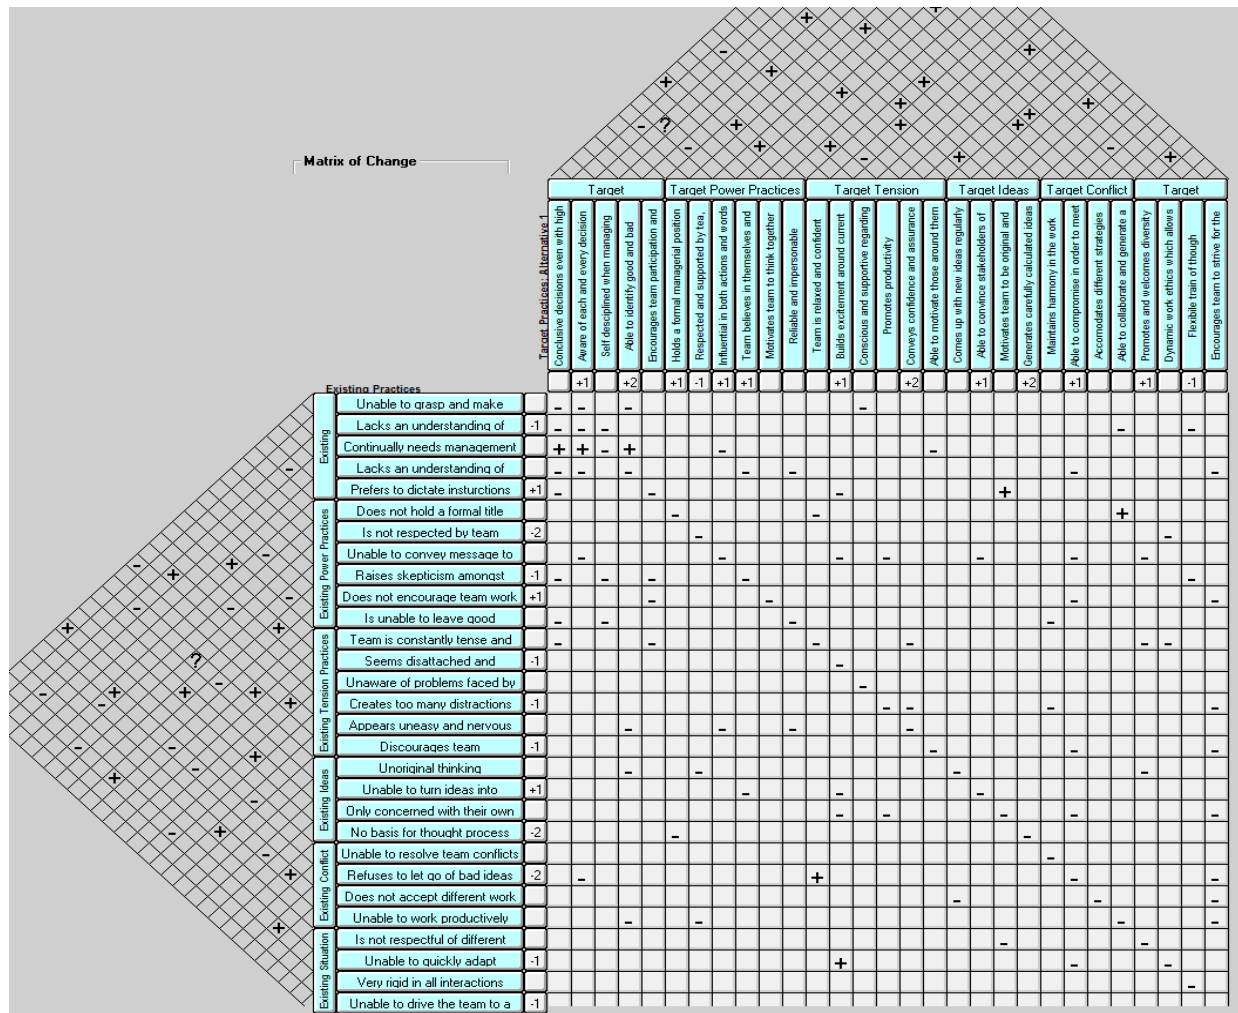 +
+
+
- +
+
+ +
+
+ +
+
- ? + + +
- + + -
- + +
Matrix of Change
Target
Target Power Practices
Target Tension
Target Ideas
Target Conflict
Target
Target Practices: Alternative 1
Conclusive decisions even with high
Aware of each and every decision
Self desciplined when managing
Able to identify good and bad
Encourages team participation and
Holds a formal managerial position
Respected and supported by tea,
Influential in both actions and words
Team believes in themselves and
Motivates team to think together
Reliable and impersonable
Team is relaxed and confident
Builds excitement around current
Conscious and supportive regarding
Promotes productivity
Conveys confidence and assurance
Able to motivate those around them
Comes up with new ideas regularly
Able to convince stakeholders of
Motivates team to be original and
Generates carefully calculated ideas
Maintains harmony in the work
Able to compromise in order to meet
Accomodates different strategies
Able to collaborate and generate a
Promotes and welcomes diversity
Dynamic work ethics which allows
Flexibile train of though
Encourages team to strive for the
+1 +2 +1 -1 +1 +1 +1 +2 +1 +2 +1 +1 -1
Existing Practices
Existing
Unable to grasp and make - - - -
Lacks an understanding of -1 - - - - -
Continually needs management + + - + - -
Lacks an understanding of - - - - - - -
Prefers to dictate insturctions +1 - - - +
Existing Power Practices
Does not hold a formal title - - +
Is not respected by team -2 - -
Unable to convey message to - - - - - - -
Raises skepticism amongst -1 - - - - -
Does not encourage team work +1 - - - -
Is unable to leave good - - - -
Existing Tension Practices
Team is constantly tense and - - - - - -
Seems disattached and -1 -
Unaware of problems faced by -
Creates too many distractions -1 - - - -
Appears uneasy and nervous - - - -
Discourages team -1 - - -
Existing Ideas
Unoriginal thinking - - - -
Unable to turn ideas into +1 - - -
Only concerned with their own - - - - -
No basis for thought process -2 - -
Existing Conflict
Unable to resolve team conflicts -
Refuses to let go of bad ideas -2 - + - -
Does not accept different work - - -
Unable to work productively - - - -
Existing Situation
Is not respectful of different - -
Unable to quickly adapt -1 + - -
Very rigid in all interactions -
Unable to drive the team to a -1